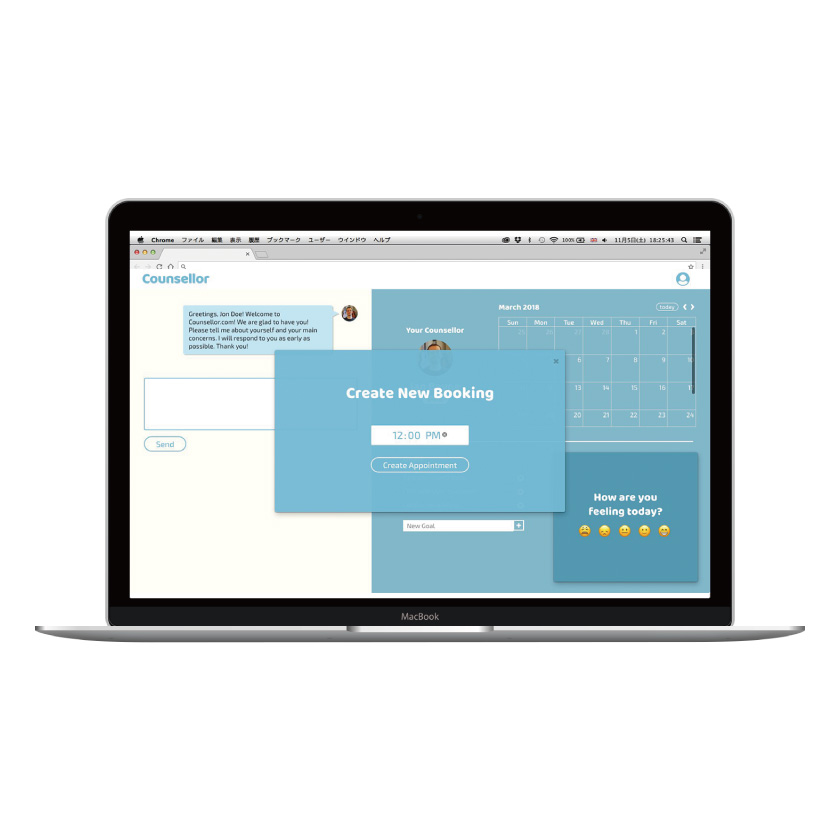 Chrome ファイル 編集 表示 履歴 ブックマーク ユーザー ウインドウ ヘルプ 100% 11月5日(土) 18:25:43
Counsellor
Greetings, Jon Doe! Welcome to
Counsellor.com! We are glad to have you!
Please tell me about yourself and your main
concerns. I will respond to you as early as
possible. Thank you!
Send
Your Counsellor
March 2018 today
Sun Mon Tue Wed Thu Fri Sat
1 2
6 7 8 9
13 14 15 16 17
20 21 22 23 24
Create New Booking
12:00 PM
Create Appointment
New Goal +
How are you
feeling today?
MacBook